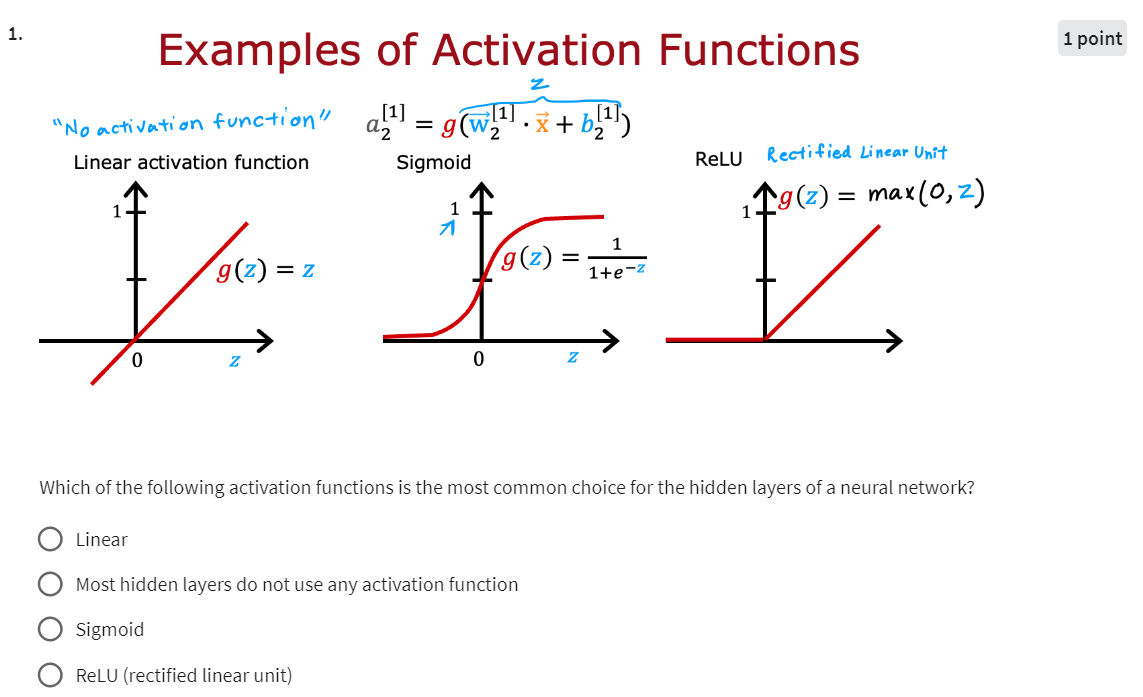 1.
Examples of Activation Functions
1 point
z
"No activation function"
a₂^[1] = g(w⃗₂^[1] · x⃗ + b₂^[1])
Linear activation function
Sigmoid
ReLU Rectified Linear Unit
1
g(z) = z
0
z
1
g(z) = 1/(1+e^−z)
0
z
1
g(z) = max(0,z)
Which of the following activation functions is the most common choice for the hidden layers of a neural network?
Linear
Most hidden layers do not use any activation function
Sigmoid
ReLU (rectified linear unit)